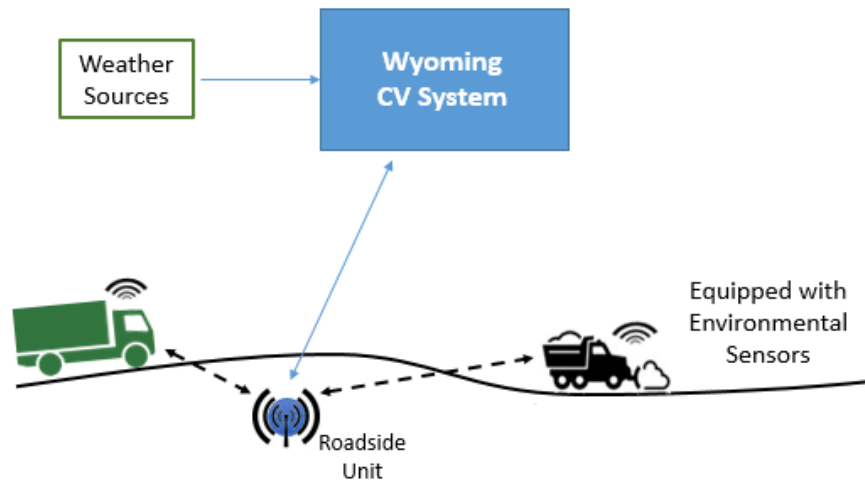 Weather
Sources
Wyoming
CV System
Equipped with
Environmental
Sensors
Roadside
Unit